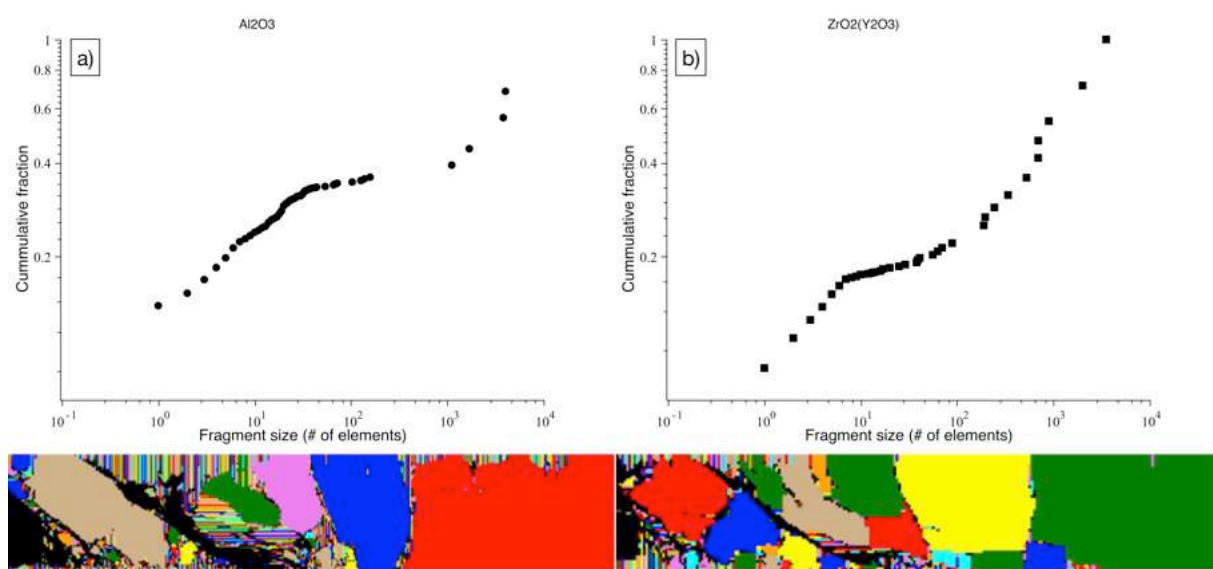 Al2O3
a)
1
0.8
0.6
0.4
0.2
Cummulative fraction
10^-1 10^0 10^1 10^2 10^3 10^4
Fragment size (# of elements)
ZrO2(Y2O3)
b)
1
0.8
0.6
0.4
0.2
Cummulative fraction
10^-1 10^0 10^1 10^2 10^3 10^4
Fragment size (# of elements)